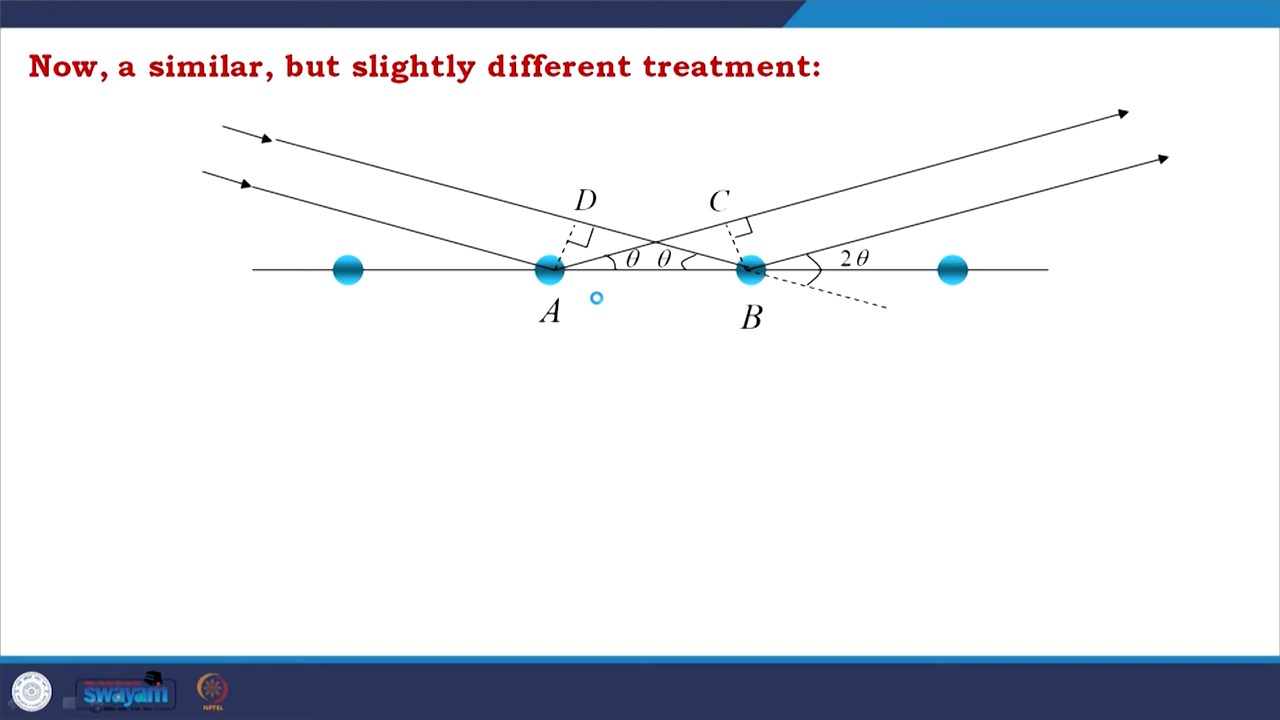 Now, a similar, but slightly different treatment:
D C
θ θ 2θ
A B
swayam
NPTEL